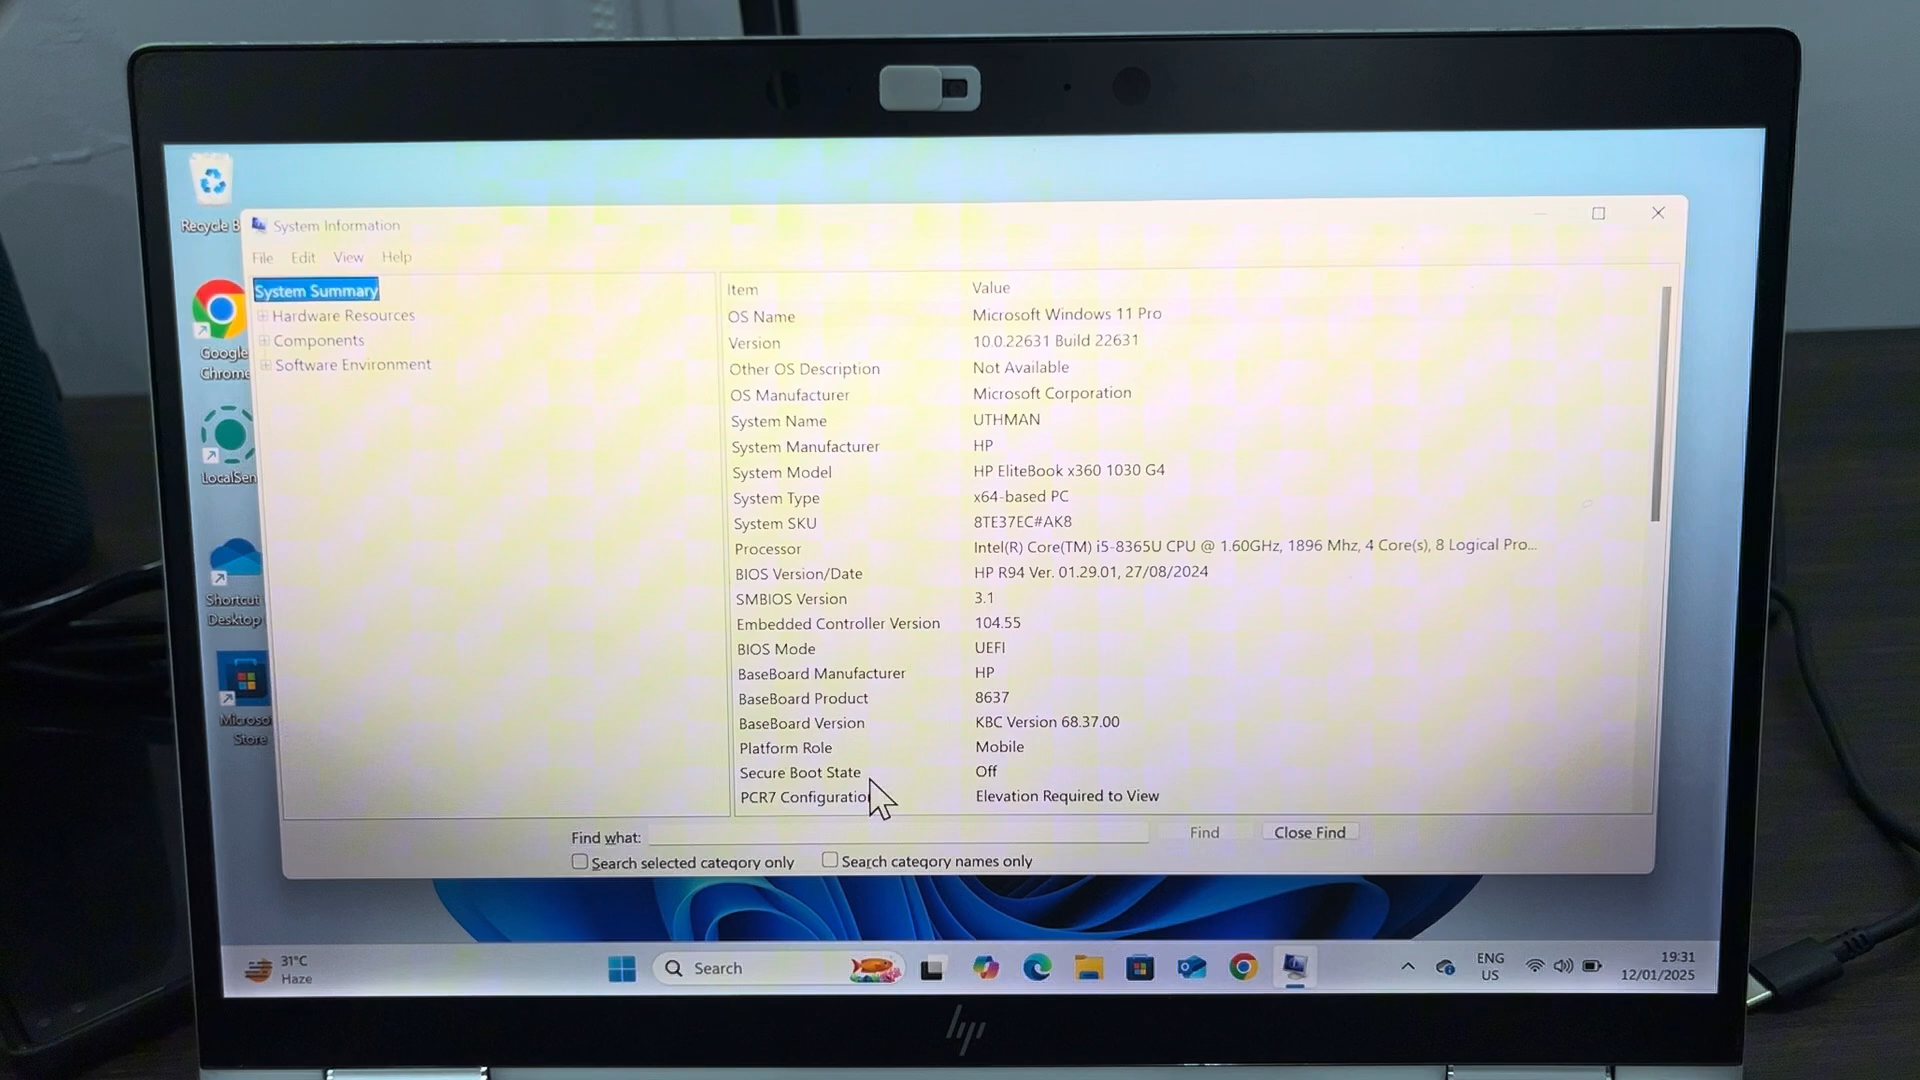 Recycle B
System Information
File Edit View Help
System Summary
Hardware Resources
Components
Software Environment
Item Value
OS Name Microsoft Windows 11 Pro
Version 10.0.22631 Build 22631
Other OS Description Not Available
OS Manufacturer Microsoft Corporation
System Name UTHMAN
System Manufacturer HP
System Model HP EliteBook x360 1030 G4
System Type x64-based PC
System SKU 8TE37EC#AK8
Processor Intel(R) Core(TM) i5-8365U CPU @ 1.60GHz, 1896 Mhz, 4 Core(s), 8 Logical Pro...
BIOS Version/Date HP R94 Ver. 01.29.01, 27/08/2024
SMBIOS Version 3.1
Embedded Controller Version 104.55
BIOS Mode UEFI
BaseBoard Manufacturer HP
BaseBoard Product 8637
BaseBoard Version KBC Version 68.37.00
Platform Role Mobile
Secure Boot State Off
PCR7 Configuration Elevation Required to View
Find what: Find Close Find
Search selected category only Search category names only
Google
Chrome
LocalSen
Shortcut
Desktop
Microso
Store
31°C
Haze
Search
ENG
US
19:31
12/01/2025
hp